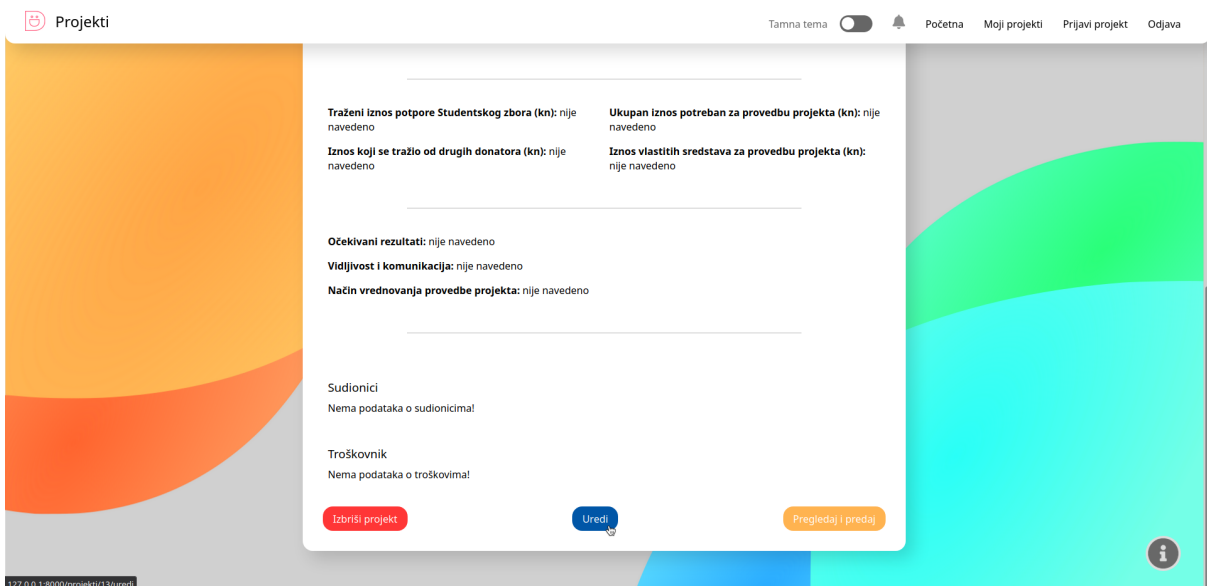 Projekti
Tamna tema
Početna
Moji projekti
Prijavi projekt
Odjava
Traženi iznos potpore Studentskog zbora (kn): nije
navedeno
Ukupan iznos potreban za provedbu projekta (kn): nije
navedeno
Iznos koji se tražio od drugih donatora (kn): nije
navedeno
Iznos vlastitih sredstava za provedbu projekta (kn):
nije navedeno
Očekivani rezultati: nije navedeno
Vidljivost i komunikacija: nije navedeno
Način vrednovanja provedbe projekta: nije navedeno
Sudionici
Nema podataka o sudionicima!
Troškovnik
Nema podataka o troškovima!
Izbriši projekt
Uredi
Pregledaj i predaj
127.0.0.1:8000/projekti/13/uredi